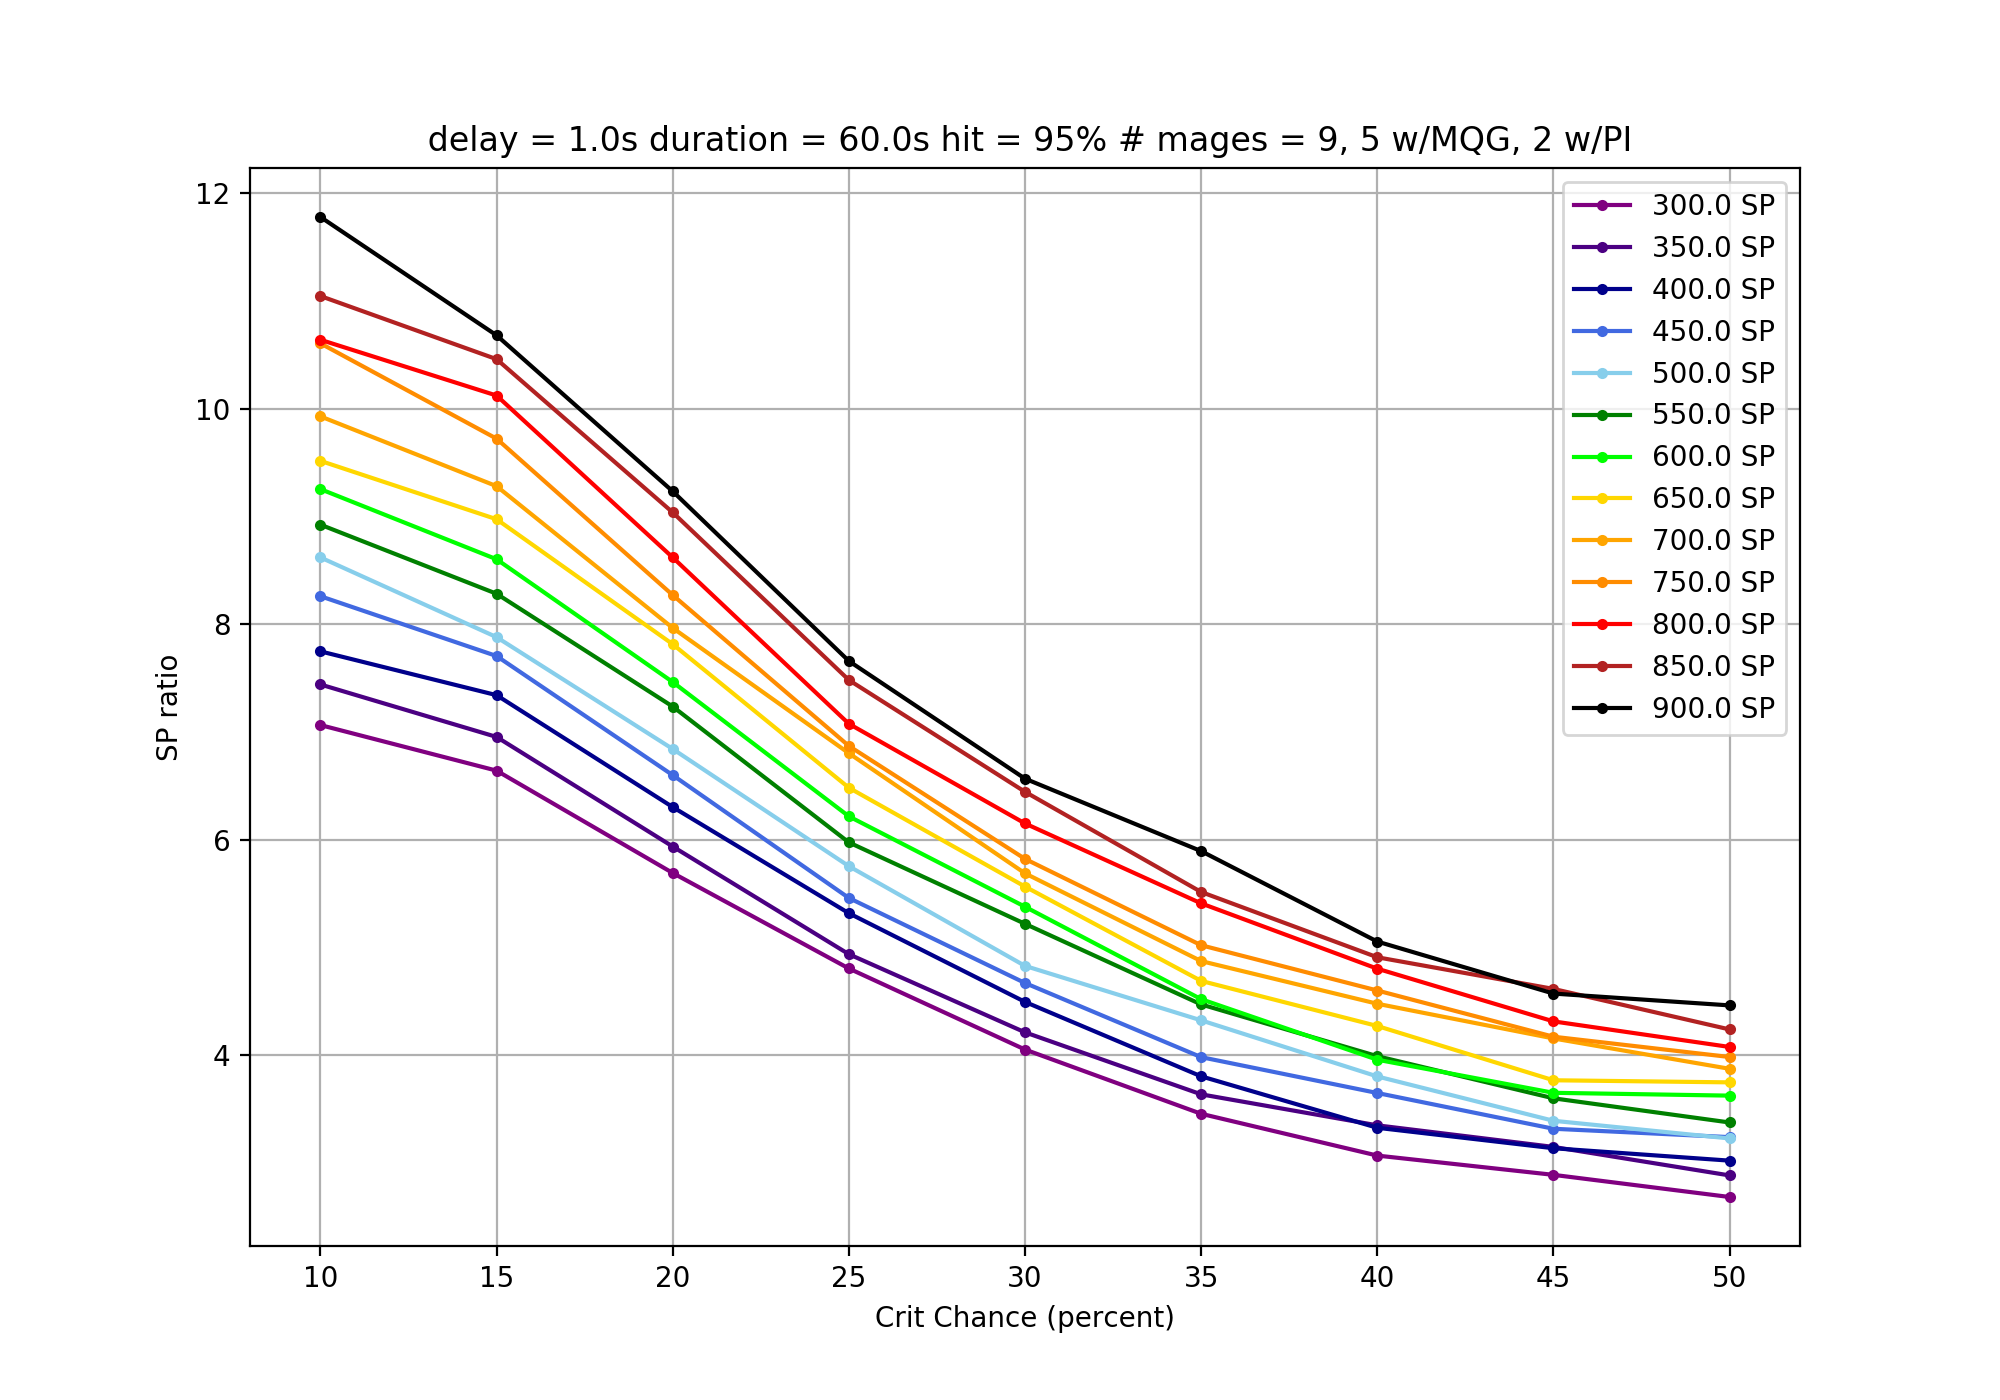 delay = 1.0s duration = 60.0s hit = 95% # mages = 9, 5 w/MQG, 2 w/PI
12
10
8
6
4
SP ratio
300.0 SP
350.0 SP
400.0 SP
450.0 SP
500.0 SP
550.0 SP
600.0 SP
650.0 SP
700.0 SP
750.0 SP
800.0 SP
850.0 SP
900.0 SP
10 15 20 25 30 35 40 45 50
Crit Chance (percent)